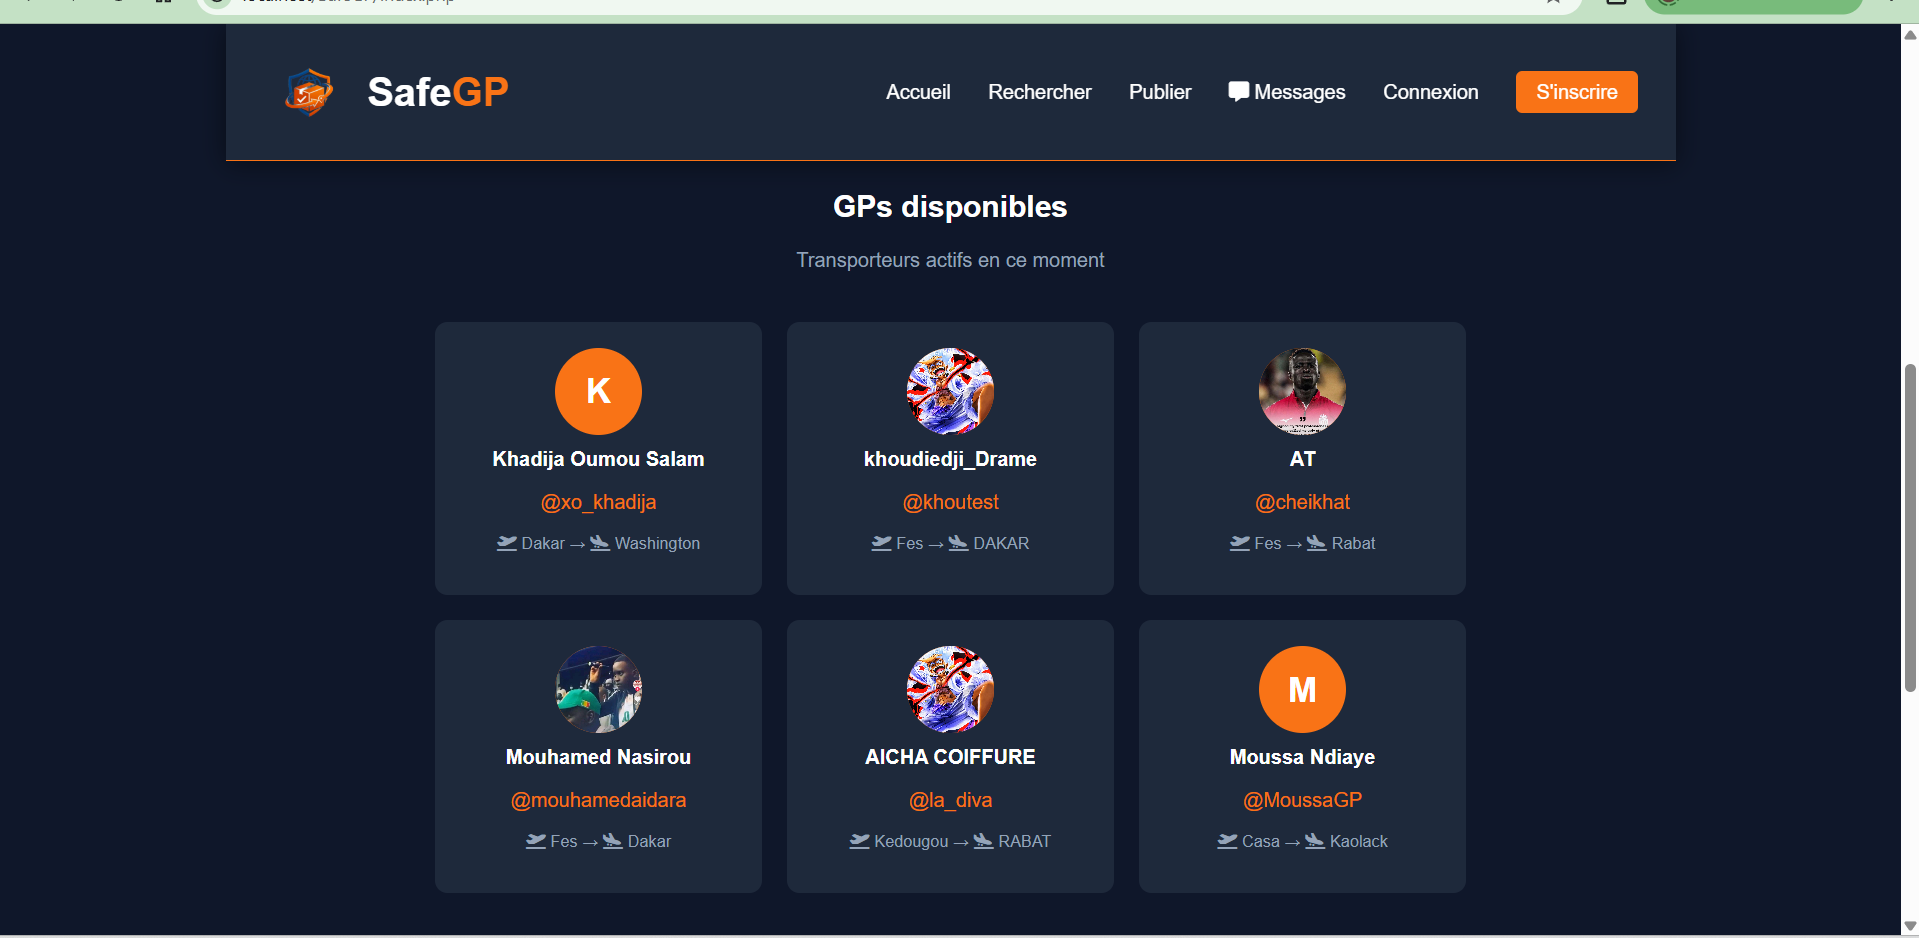 SafeGP
Accueil Rechercher Publier Messages Connexion S'inscrire
GPs disponibles
Transporteurs actifs en ce moment
K
Khadija Oumou Salam
@xo_khadija
Dakar → Washington
khoudiedji_Drame
@khoutest
Fes → DAKAR
AT
@cheikhat
Fes → Rabat
Mouhamed Nasirou
@mouhamedaidara
Fes → Dakar
AICHA COIFFURE
@la_diva
Kedougou → RABAT
M
Moussa Ndiaye
@MoussaGP
Casa → Kaolack